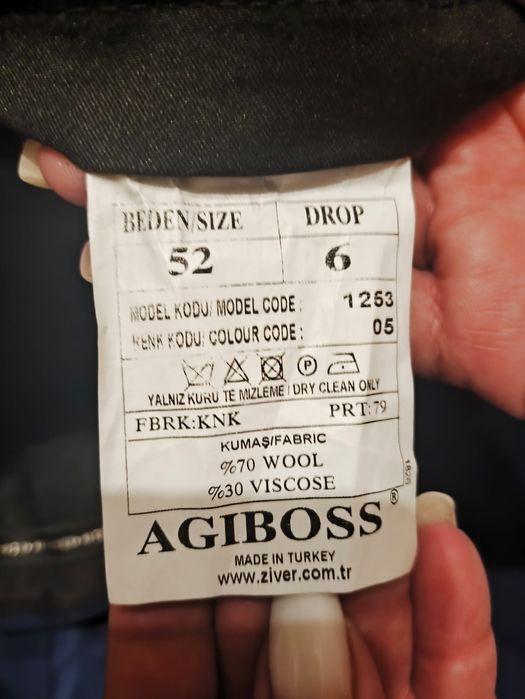 BEDEN/SIZE DROP
52 6
MODEL KODU/ MODEL CODE : 1253
RENK KODU/ COLOUR CODE : 05
P
YALNIZ KURU TEMİZLEME / DRY CLEAN ONLY
FBRK:KNK PRT:79
KUMAŞ/FABRIC
%70 WOOL
%30 VISCOSE
AGIBOSS ®
MADE IN TURKEY
www.ziver.com.tr